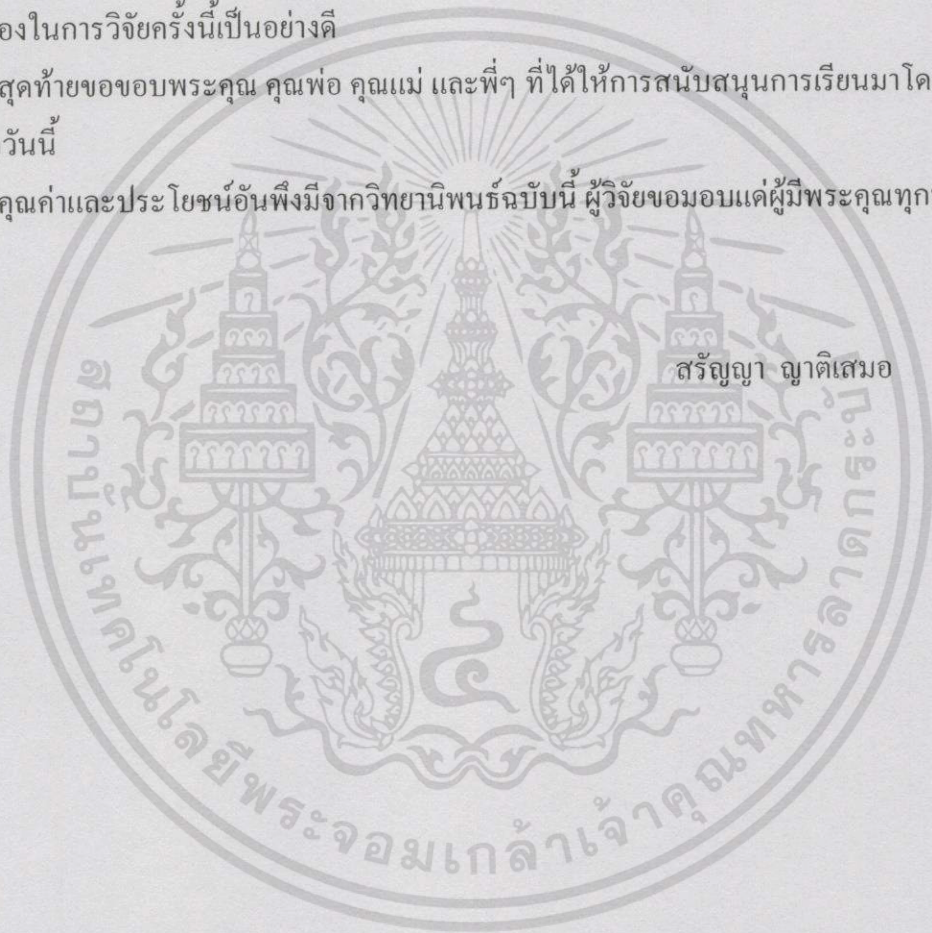 องในการวิจัยครั้งนี้เป็นอย่างดี
สุดท้ายขอขอบพระคุณ คุณพ่อ คุณแม่ และพี่ๆ ที่ได้ให้การสนับสนุนการเรียนมาโด
วันนี้
คุณค่าและประโยชน์อันพึงมีจากวิทยานิพนธ์ฉบับนี้ ผู้วิจัยขอมอบแด่ผู้มีพระคุณทุก
สรัญญา ญาติเสมอ
สถาบันเทคโนโลยีพระจอมเกล้าเจ้าคุณทหารลาดกระบัง
๔